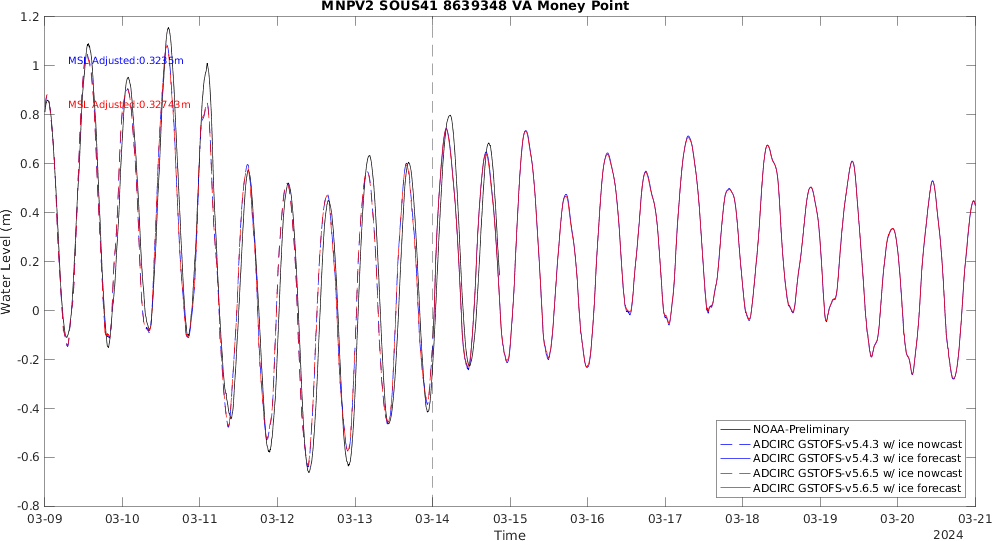 MNPV2 SOUS41 8639348 VA Money Point
1.2
1
0.8
0.6
0.4
0.2
0
-0.2
-0.4
-0.6
-0.8
Water Level (m)
MSL Adjusted:0.3235m
MSL Adjusted:0.32743m
NOAA-Preliminary
ADCIRC GSTOFS-v5.4.3 w/ ice nowcast
ADCIRC GSTOFS-v5.4.3 w/ ice forecast
ADCIRC GSTOFS-v5.6.5 w/ ice nowcast
ADCIRC GSTOFS-v5.6.5 w/ ice forecast
03-09 03-10 03-11 03-12 03-13 03-14 03-15 03-16 03-17 03-18 03-19 03-20 03-21
Time
2024